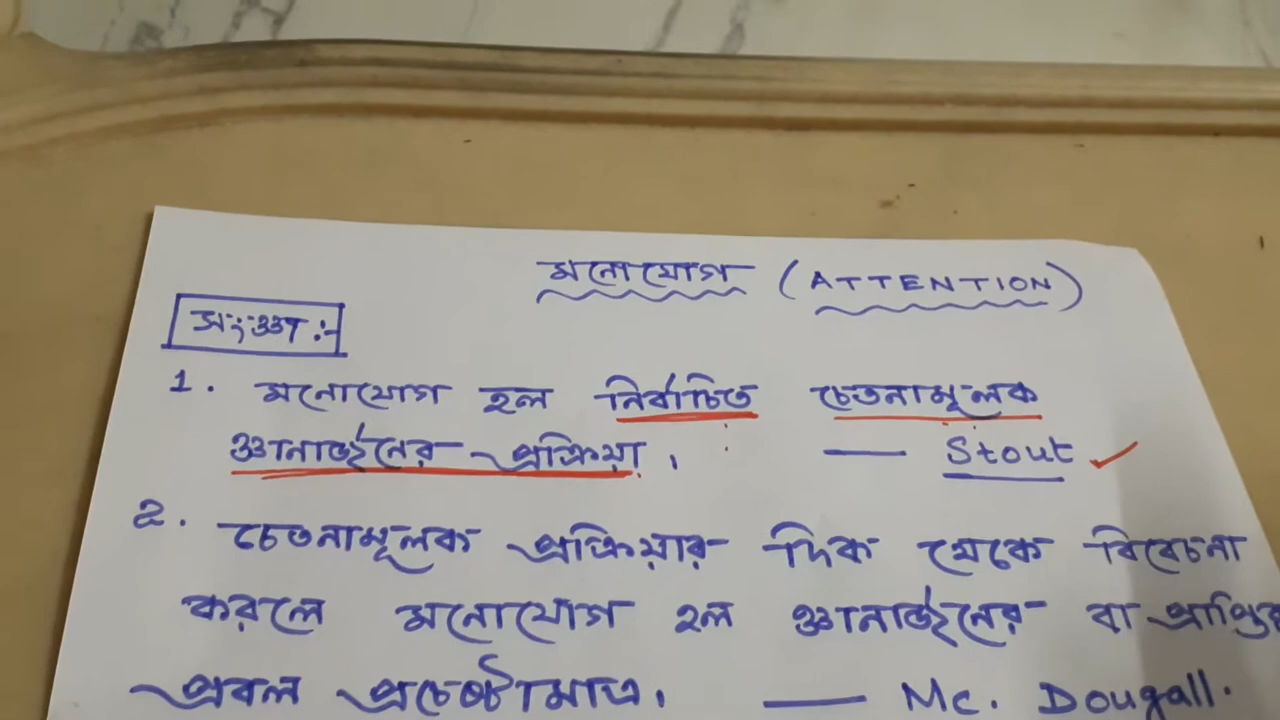 মনোযোগ (ATTENTION)
সংজ্ঞা :-
1. মনোযোগ হল নির্বাচিত চেতনামূলক
জ্ঞানার্জনের প্রক্রিয়া। — Stout ✓
2. চেতনামূলক প্রক্রিয়ার দিক থেকে বিবেচনা
করলে মনোযোগ হল জ্ঞানার্জনের বা প্রাপ্তির
প্রবল প্রচেষ্টামাত্র। — Mc. Dougall.